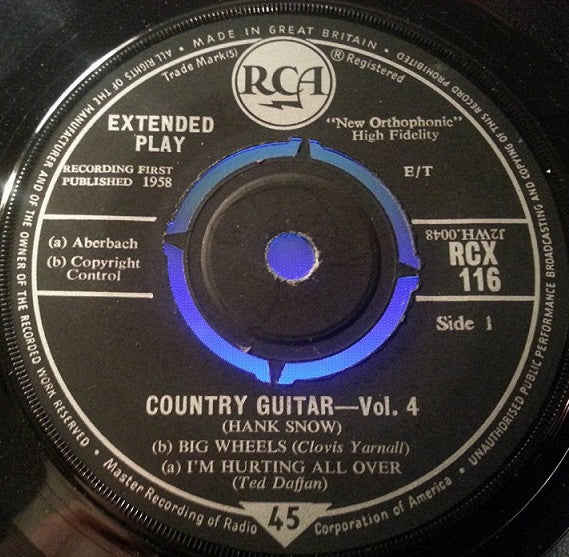 MADE IN GREAT BRITAIN
ALL RIGHTS OF THE MANUFACTURER AND OF THE OWNER OF THE RECORDED WORK RESERVED
UNAUTHORISED PUBLIC PERFORMANCE BROADCASTING AND COPYING OF THIS RECORD PROHIBITED
Trade Mark(s)
RCA
® Registered
EXTENDED
PLAY
"New Orthophonic"
High Fidelity
RECORDING FIRST
PUBLISHED 1958
E/T
(a) Aberbach
(b) Copyright
Control
J2WH.0048
RCX
116
Side 1
COUNTRY GUITAR—Vol. 4
(HANK SNOW)
(b) BIG WHEELS (Clovis Yarnall)
(a) I'M HURTING ALL OVER
(Ted Daffan)
Master Recording of Radio Corporation of America
45